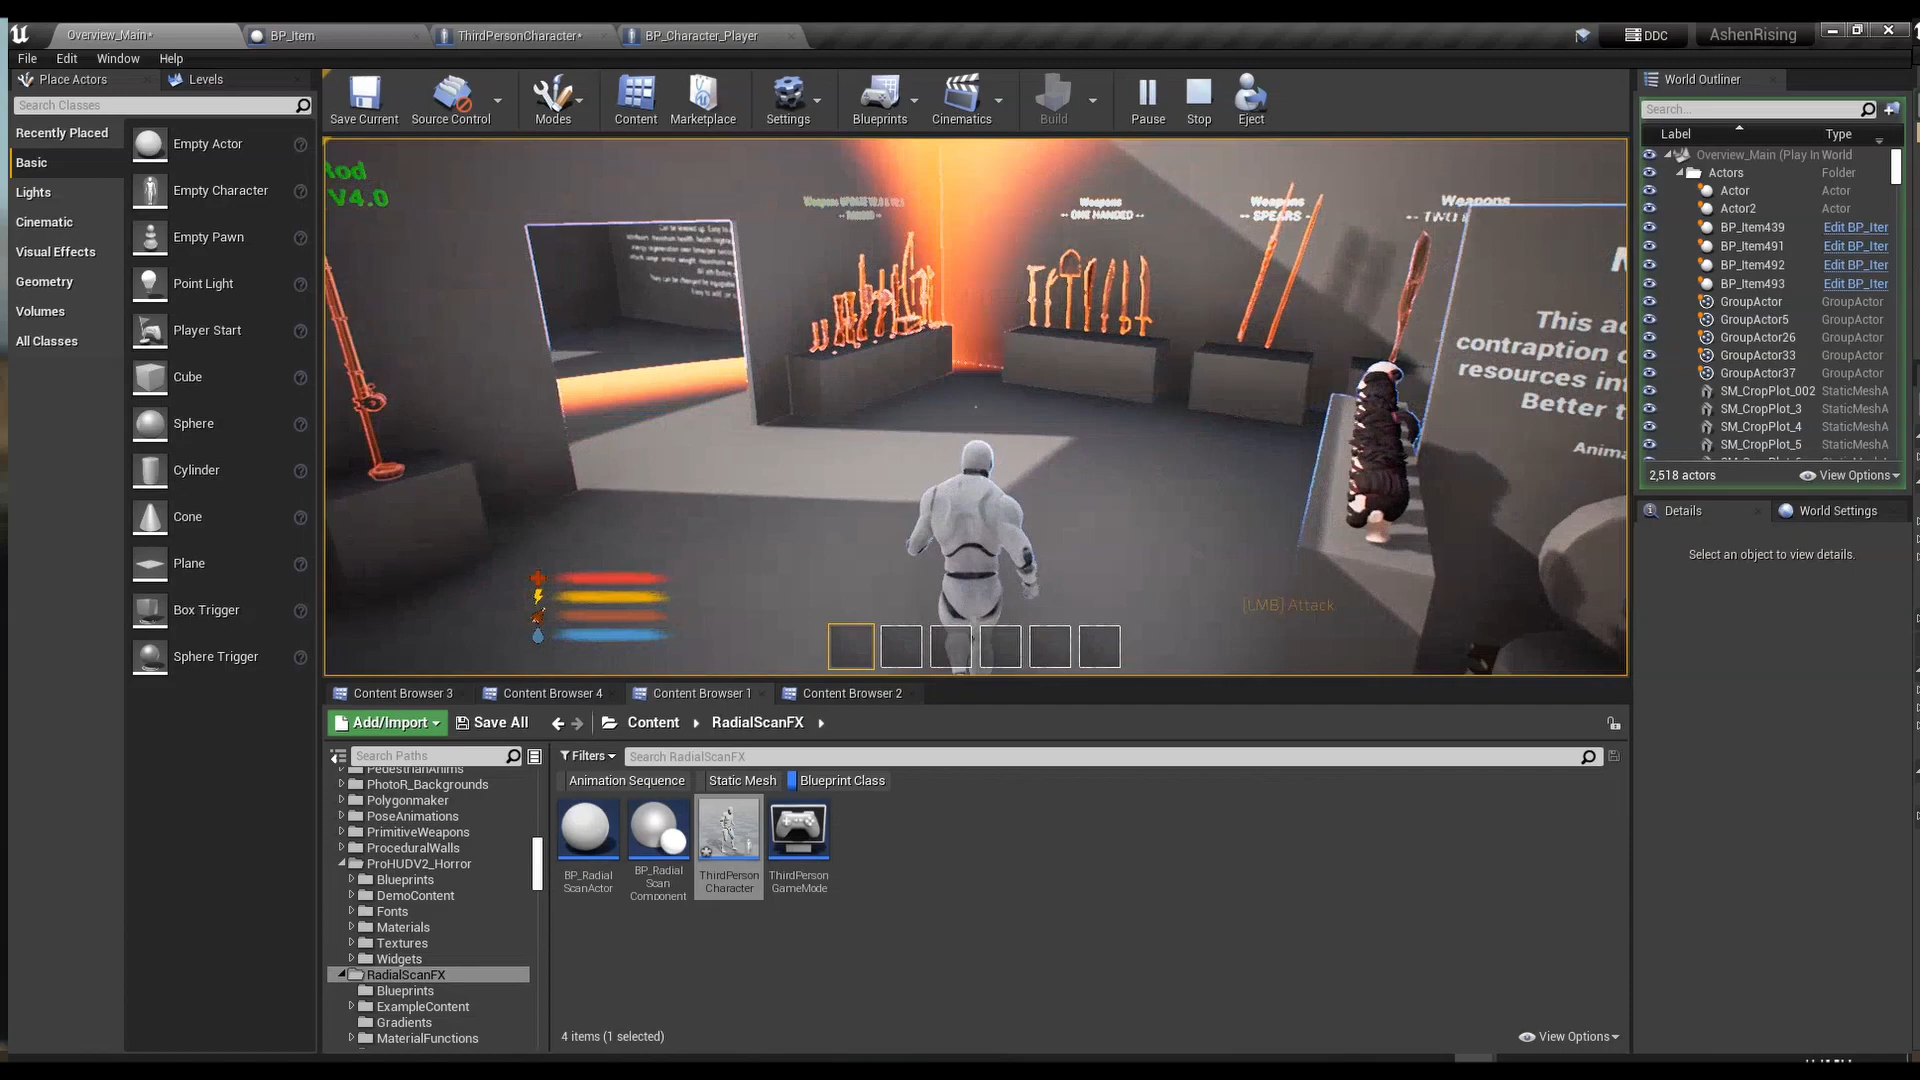 Overview_Main*
BP_Item
ThirdPersonCharacter*
BP_Character_Player
DDC
AshenRising
File
Edit
Window
Help
Place Actors
Levels
Search Classes
Recently Placed
Basic
Lights
Cinematic
Visual Effects
Geometry
Volumes
All Classes
Empty Actor
Empty Character
Empty Pawn
Point Light
Player Start
Cube
Sphere
Cylinder
Cone
Plane
Box Trigger
Sphere Trigger
Save Current
Source Control
Modes
Content
Marketplace
Settings
Blueprints
Cinematics
Build
Pause
Stop
Eject
Rod
V4.0
Weapons
-- ONE HANDED --
Weapons
-- SPEARS --
Weapons
This
contraption
resources
Better
[LMB] Attack
World Outliner
Search...
Label
Type
Overview_Main (Play In World
Actors Folder
Actor Actor
Actor2 Actor
BP_Item439 Edit BP_Iter
BP_Item491 Edit BP_Iter
BP_Item492 Edit BP_Iter
BP_Item493 Edit BP_Iter
GroupActor GroupActor
GroupActor5 GroupActor
GroupActor26 GroupActor
GroupActor33 GroupActor
GroupActor37 GroupActor
SM_CropPlot_002 StaticMeshA
SM_CropPlot_3 StaticMeshA
SM_CropPlot_4 StaticMeshA
SM_CropPlot_5 StaticMeshA
2,518 actors
View Options
Details
World Settings
Select an object to view details.
Content Browser 3
Content Browser 4
Content Browser 1
Content Browser 2
Add/Import
Save All
Content
RadialScanFX
Search Paths
Filters
Search RadialScanFX
Animation Sequence
Static Mesh
Blueprint Class
PedestrianAnims
PhotoR_Backgrounds
Polygonmaker
PoseAnimations
PrimitiveWeapons
ProceduralWalls
ProHUDV2_Horror
Blueprints
DemoContent
Fonts
Materials
Textures
Widgets
RadialScanFX
Blueprints
ExampleContent
Gradients
MaterialFunctions
BP_Radial
ScanActor
BP_Radial
Scan
Component
ThirdPerson
Character
ThirdPerson
GameMode
4 items (1 selected)
View Options